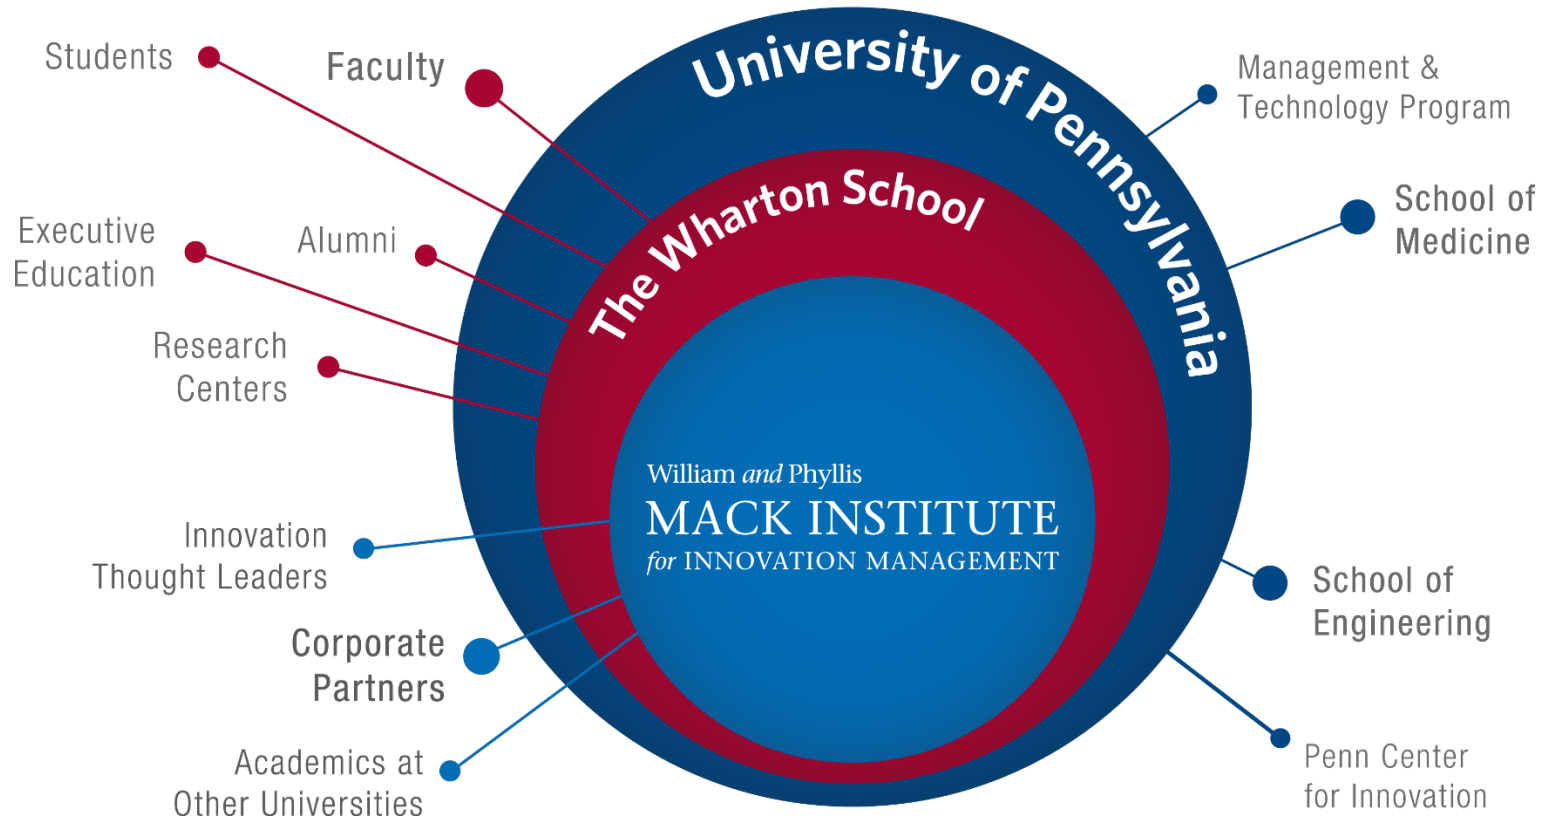 Students
Faculty
Executive
Education
Alumni
Research
Centers
Innovation
Thought Leaders
Corporate
Partners
Academics at
Other Universities
University of Pennsylvania
The Wharton School
William and Phyllis
MACK INSTITUTE
for INNOVATION MANAGEMENT
Management &
Technology Program
School of
Medicine
School of
Engineering
Penn Center
for Innovation